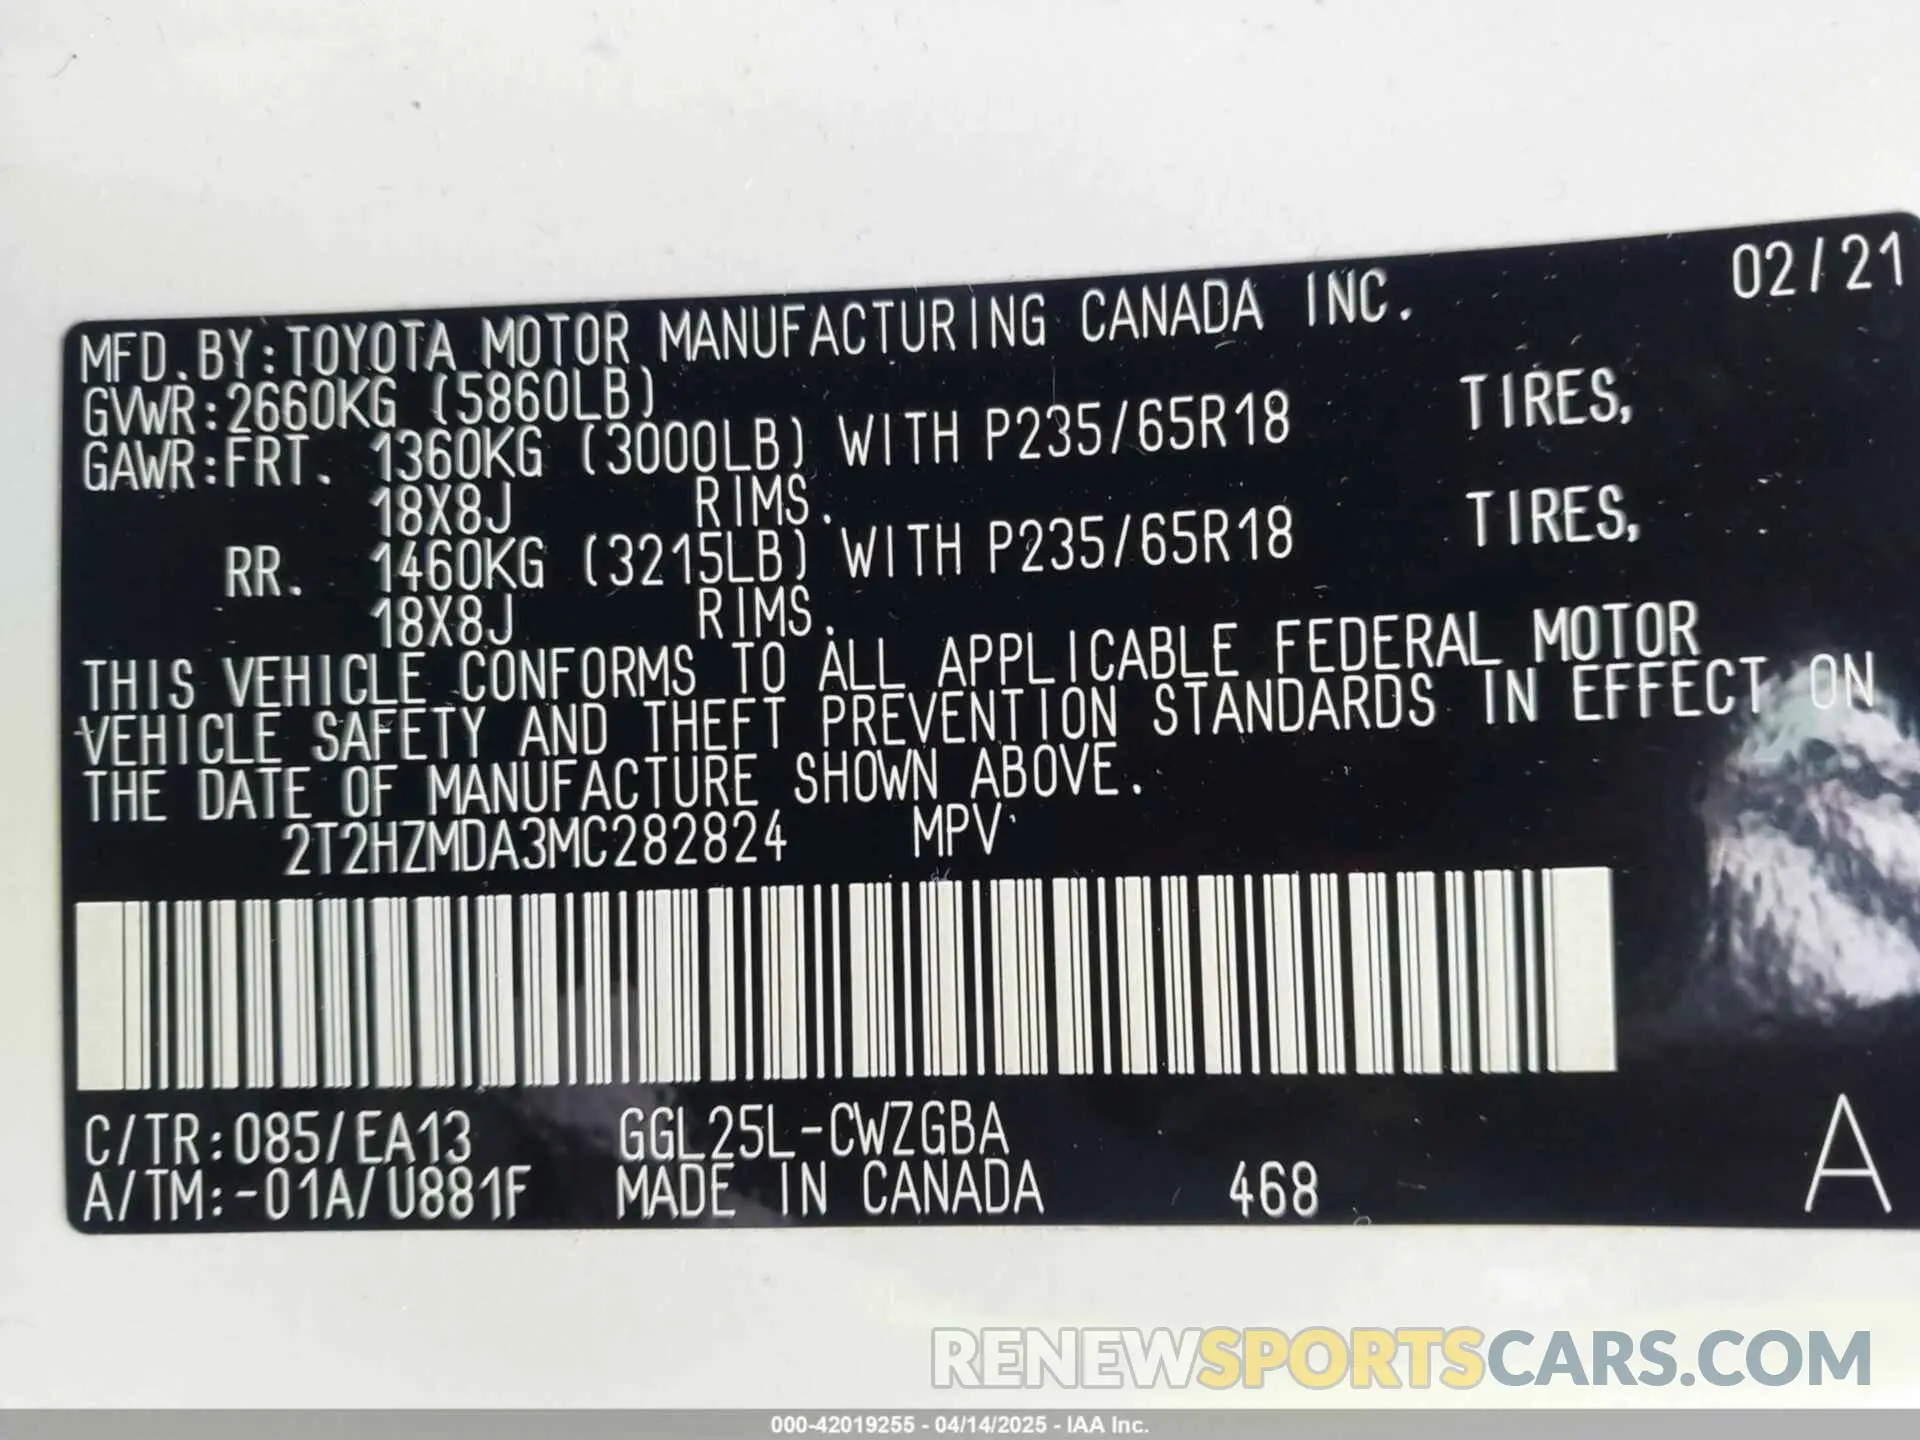 02/21
MFD.BY:TOYOTA MOTOR MANUFACTURING CANADA INC.
GVWR:2660KG (5860LB)
GAWR:FRT. 1360KG (3000LB) WITH P235/65R18 TIRES,
18X8J RIMS.
RR. 1460KG (3215LB) WITH P235/65R18 TIRES,
18X8J RIMS.
THIS VEHICLE CONFORMS TO ALL APPLICABLE FEDERAL MOTOR
VEHICLE SAFETY AND THEFT PREVENTION STANDARDS IN EFFECT ON
THE DATE OF MANUFACTURE SHOWN ABOVE.
2T2HZMDA3MC282824 MPV
C/TR:085/EA13 GGL25L-CWZGBA
A/TM:-01A/U881F MADE IN CANADA 468 A
RENEWSPORTSCARS.COM
000-42019255 - 04/14/2025 - IAA Inc.